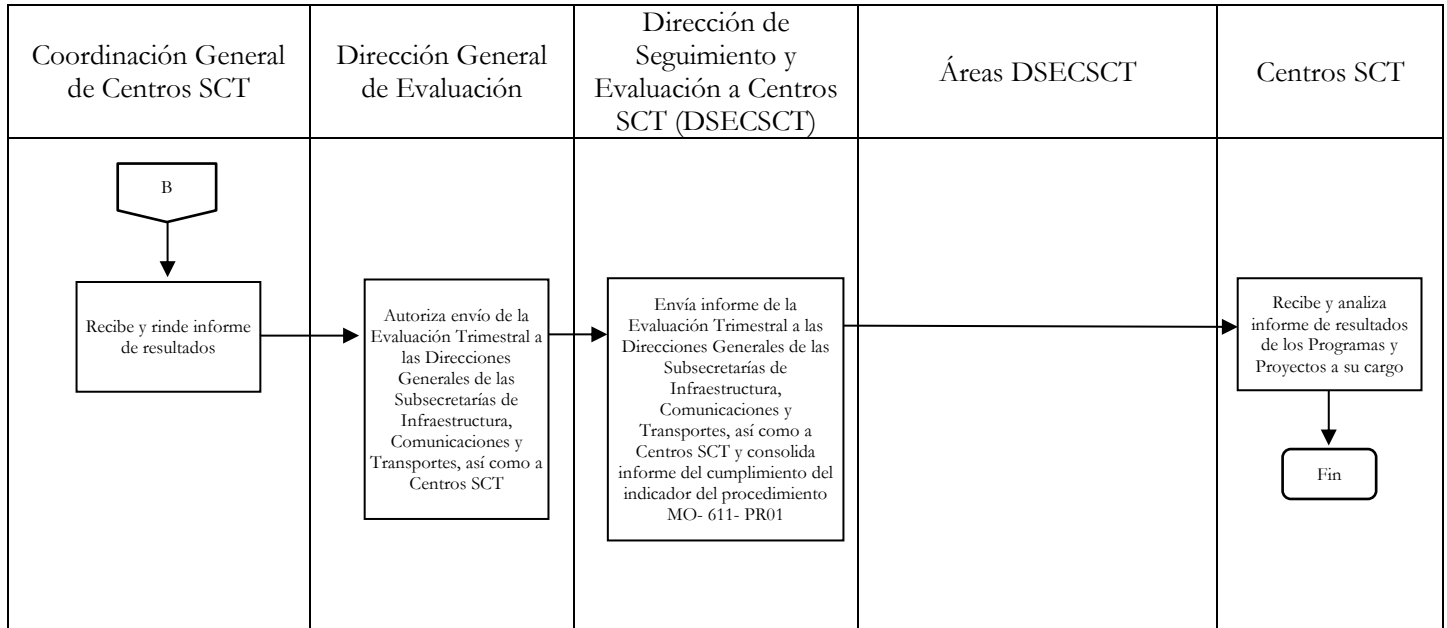 Coordinación General
de Centros SCT
Dirección General
de Evaluación
Dirección de
Seguimiento y
Evaluación a Centros
SCT (DSECSCT)
Áreas DSECSCT
Centros SCT
B
Recibe y rinde informe
de resultados
Autoriza envío de la
Evaluación Trimestral a
las Direcciones
Generales de las
Subsecretarías de
Infraestructura,
Comunicaciones y
Transportes, así como a
Centros SCT
Envía informe de la
Evaluación Trimestral a las
Direcciones Generales de las
Subsecretarías de
Infraestructura,
Comunicaciones y
Transportes, así como a
Centros SCT y consolida
informe del cumplimiento del
indicador del procedimiento
MO- 611- PR01
Recibe y analiza
informe de resultados
de los Programas y
Proyectos a su cargo
Fin